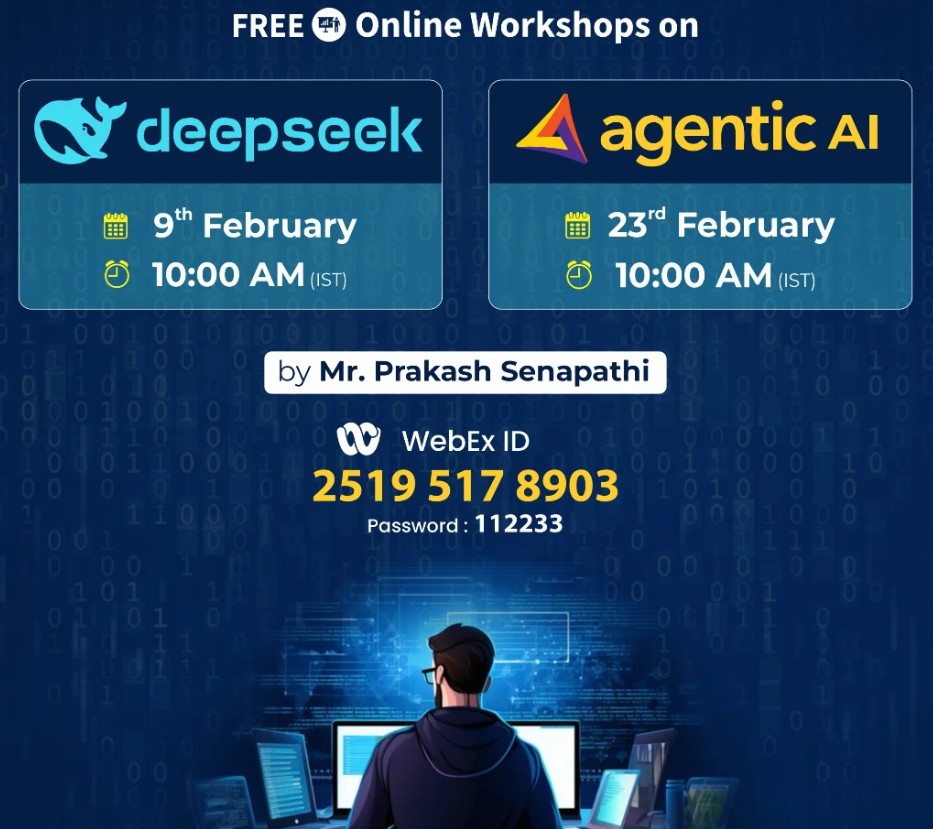 FREE Online Workshops on
deepseek
9th February
10:00 AM (IST)
agentic AI
23rd February
10:00 AM (IST)
by Mr. Prakash Senapathi
WebEx ID
2519 517 8903
Password : 112233